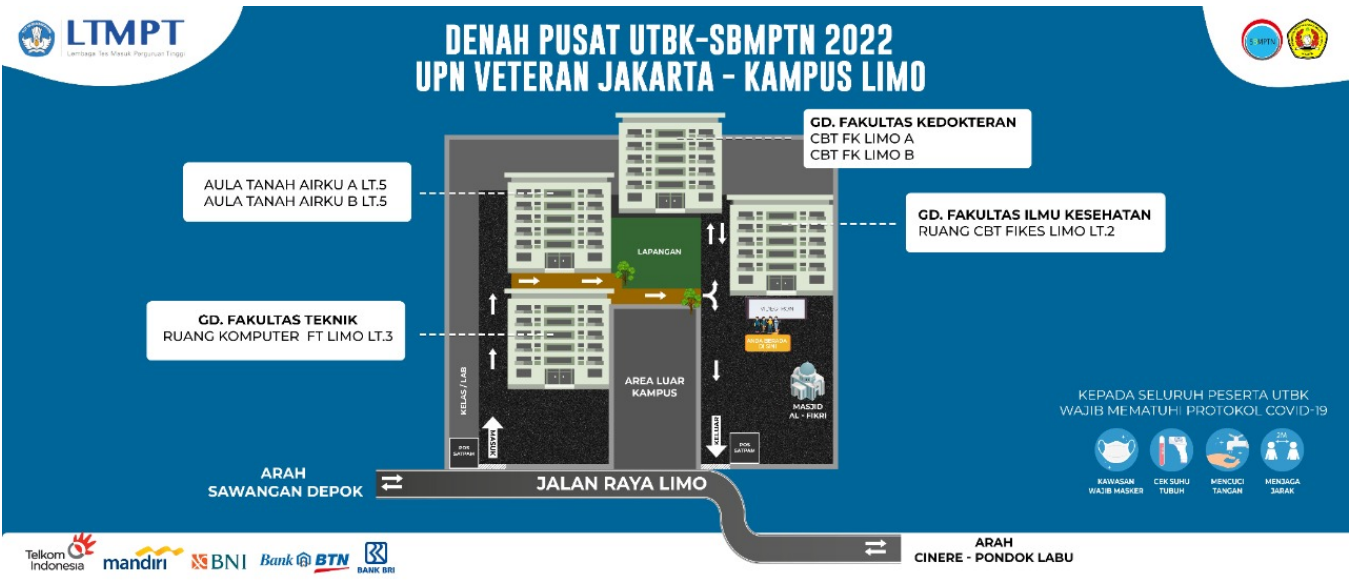 LTMPT
Lembaga Tes Masuk Perguruan Tinggi
DENAH PUSAT UTBK-SBMPTN 2022
UPN VETERAN JAKARTA - KAMPUS LIMO
SBMPTN
GD. FAKULTAS KEDOKTERAN
CBT FK LIMO A
CBT FK LIMO B
AULA TANAH AIRKU A LT.5
AULA TANAH AIRKU B LT.5
GD. FAKULTAS ILMU KESEHATAN
RUANG CBT FIKES LIMO LT.2
LAPANGAN
GD. FAKULTAS TEKNIK
RUANG KOMPUTER FT LIMO LT.3
ANDA BERADA
DI SINI
KELAS / LAB
AREA LUAR
KAMPUS
MASJID
AL - FIKRI
MASUK
KELUAR
POS
SATPAM
POS
SATPAM
KEPADA SELURUH PESERTA UTBK
WAJIB MEMATUHI PROTOKOL COVID-19
2M
KAWASAN
WAJIB MASKER
CEK SUHU
TUBUH
MENCUCI
TANGAN
MENJAGA
JARAK
ARAH
SAWANGAN DEPOK
JALAN RAYA LIMO
ARAH
CINERE - PONDOK LABU
Telkom
Indonesia
mandiri
BNI
Bank BTN
BANK BRI